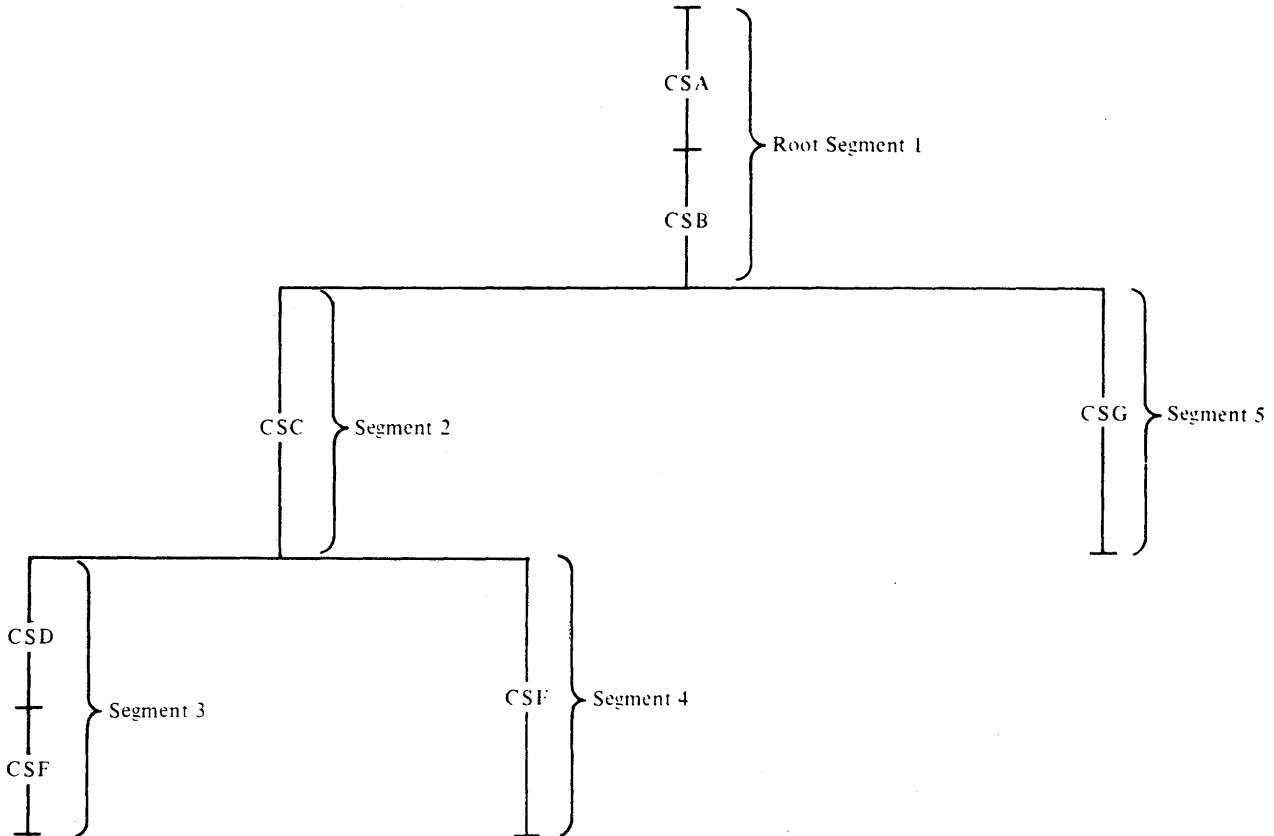 CSA
Root Segment 1
CSB
CSC
Segment 2
CSG
Segment 5
CSD
Segment 3
CSF
CSF
Segment 4